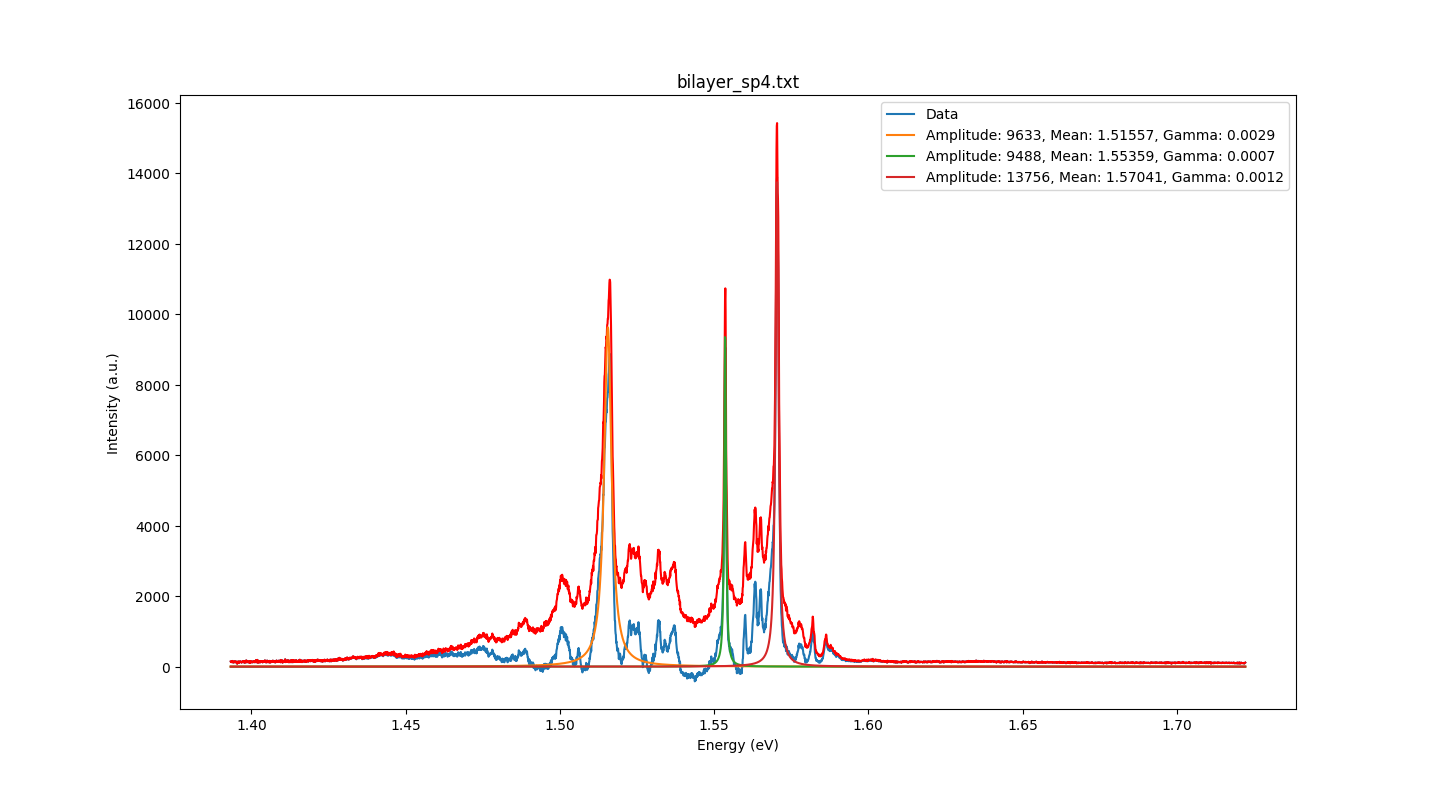 bilayer_sp4.txt
16000
14000
12000
10000
8000
6000
4000
2000
0
Intensity (a.u.)
Data
Amplitude: 9633, Mean: 1.51557, Gamma: 0.0029
Amplitude: 9488, Mean: 1.55359, Gamma: 0.0007
Amplitude: 13756, Mean: 1.57041, Gamma: 0.0012
1.40 1.45 1.50 1.55 1.60 1.65 1.70
Energy (eV)